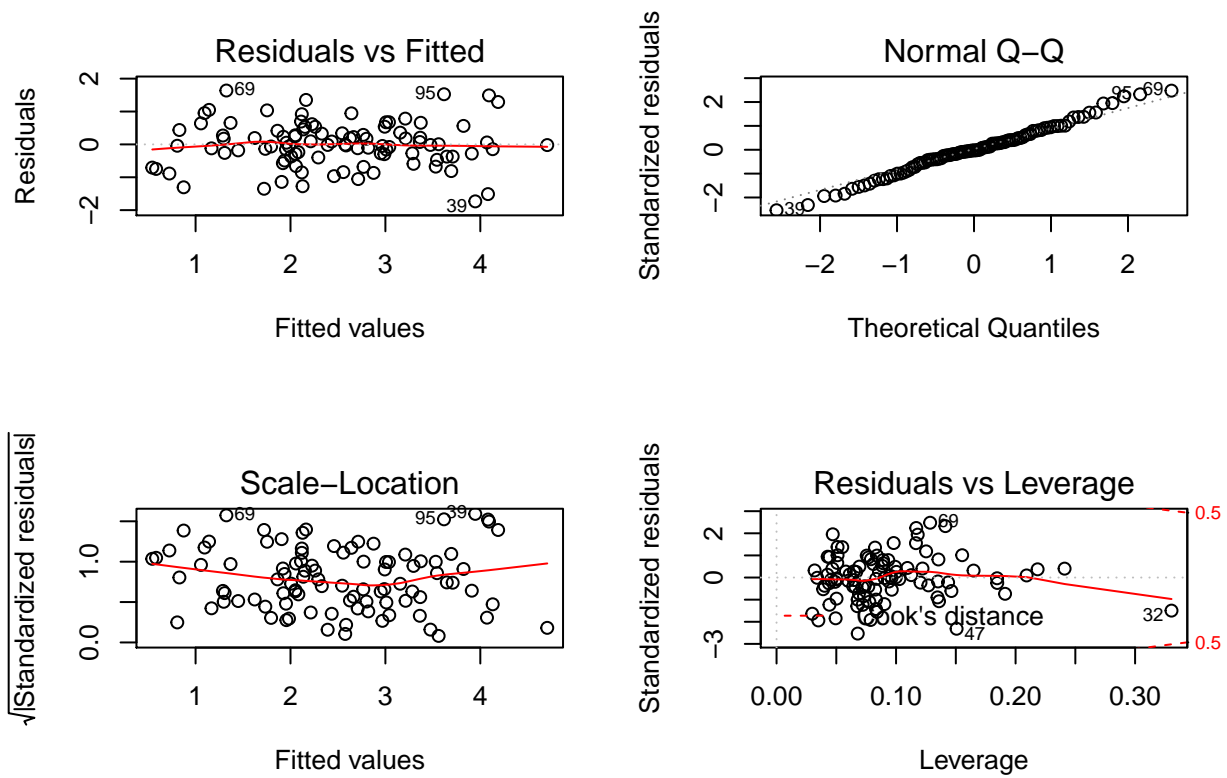 Residuals vs Fitted
Residuals
2
0
−2
69
95
39
1 2 3 4
Fitted values
Normal Q−Q
Standardized residuals
2
0
−2
39
95 69
−2 −1 0 1 2
Theoretical Quantiles
Scale−Location
√|Standardized residuals|
1.0
0.0
69
95
39
1 2 3 4
Fitted values
Residuals vs Leverage
Standardized residuals
2
0
−3
69
0.5
32
ook's distance
47
0.5
0.00 0.10 0.20 0.30
Leverage